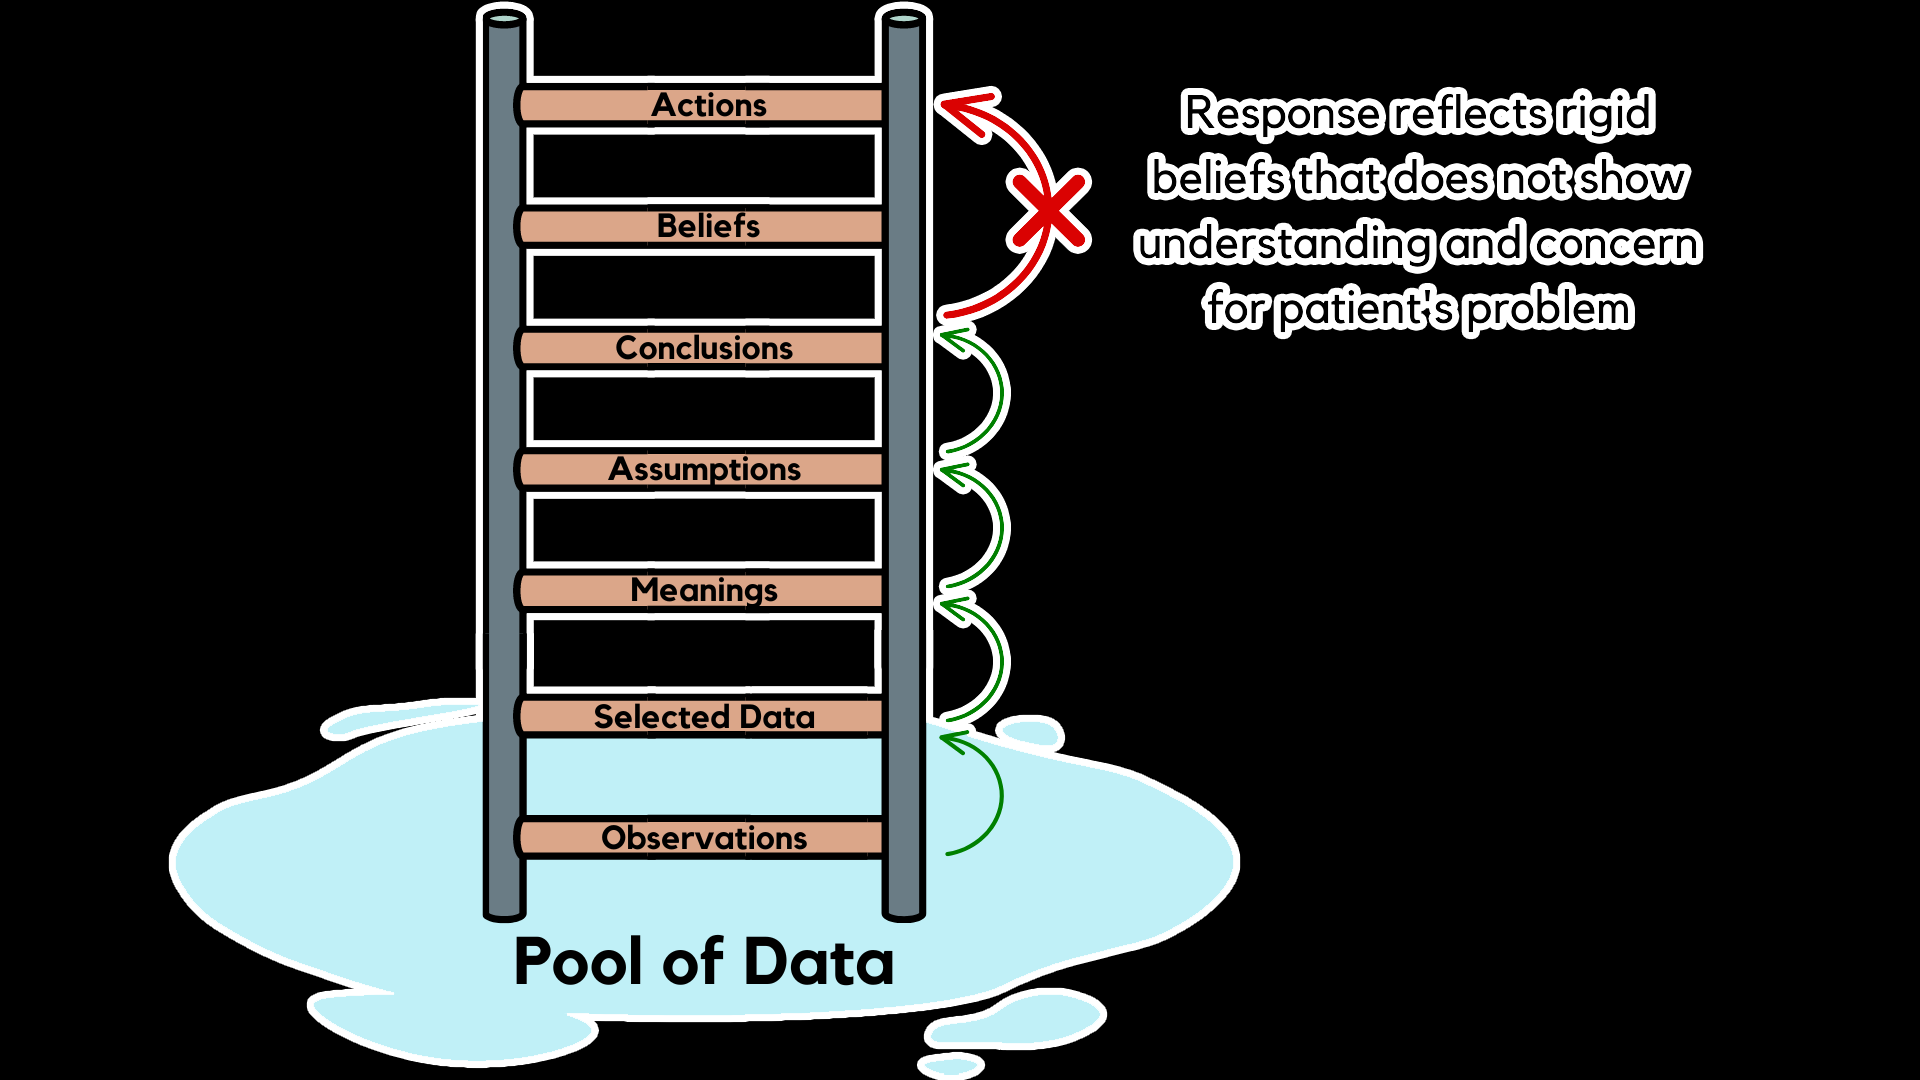 Actions
Response reflects rigid
beliefs that does not show
understanding and concern
for patient's problem
Beliefs
Conclusions
Assumptions
Meanings
Selected Data
Observations
Pool of Data